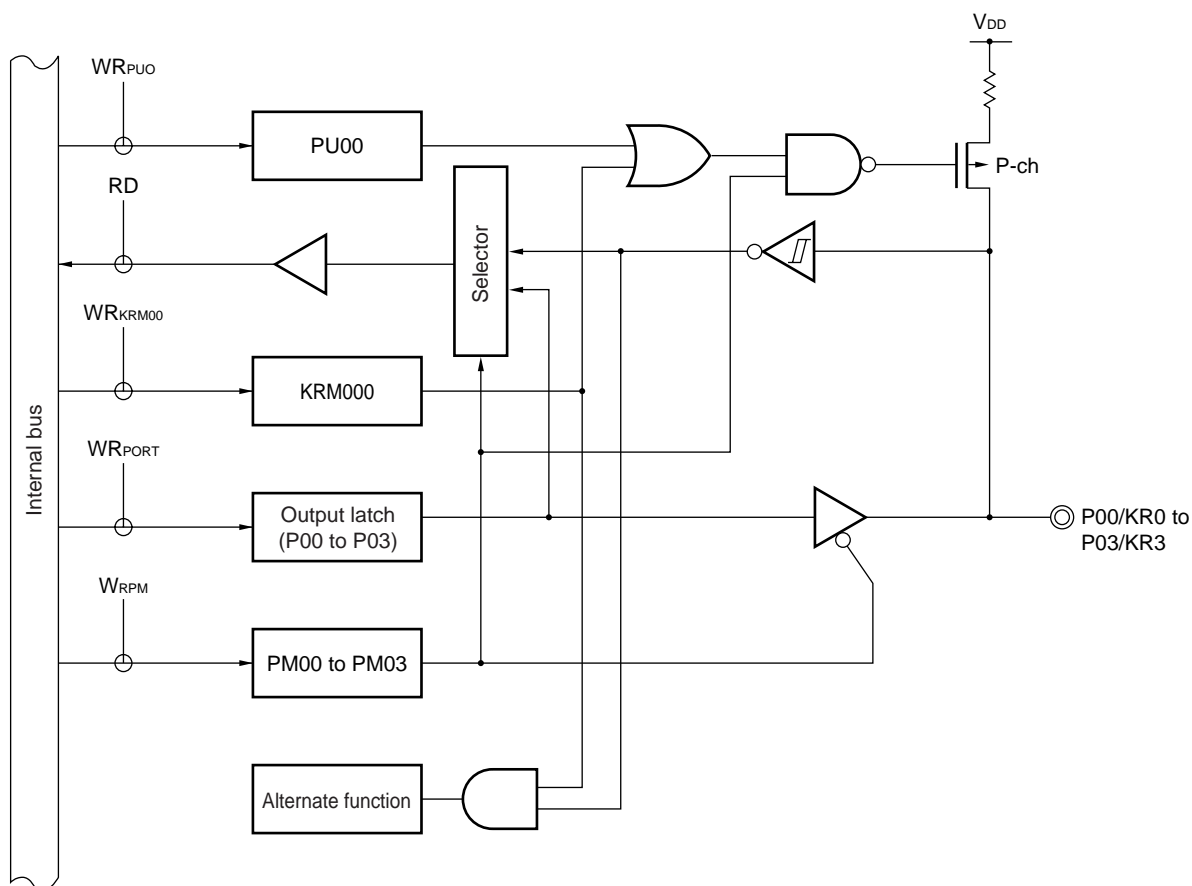 VDD
WRPUO
PU00
P-ch
RD
Selector
WRKRM00
KRM000
Internal bus
WRPORT
Output latch
(P00 to P03)
P00/KR0 to
P03/KR3
WRPM
PM00 to PM03
Alternate function